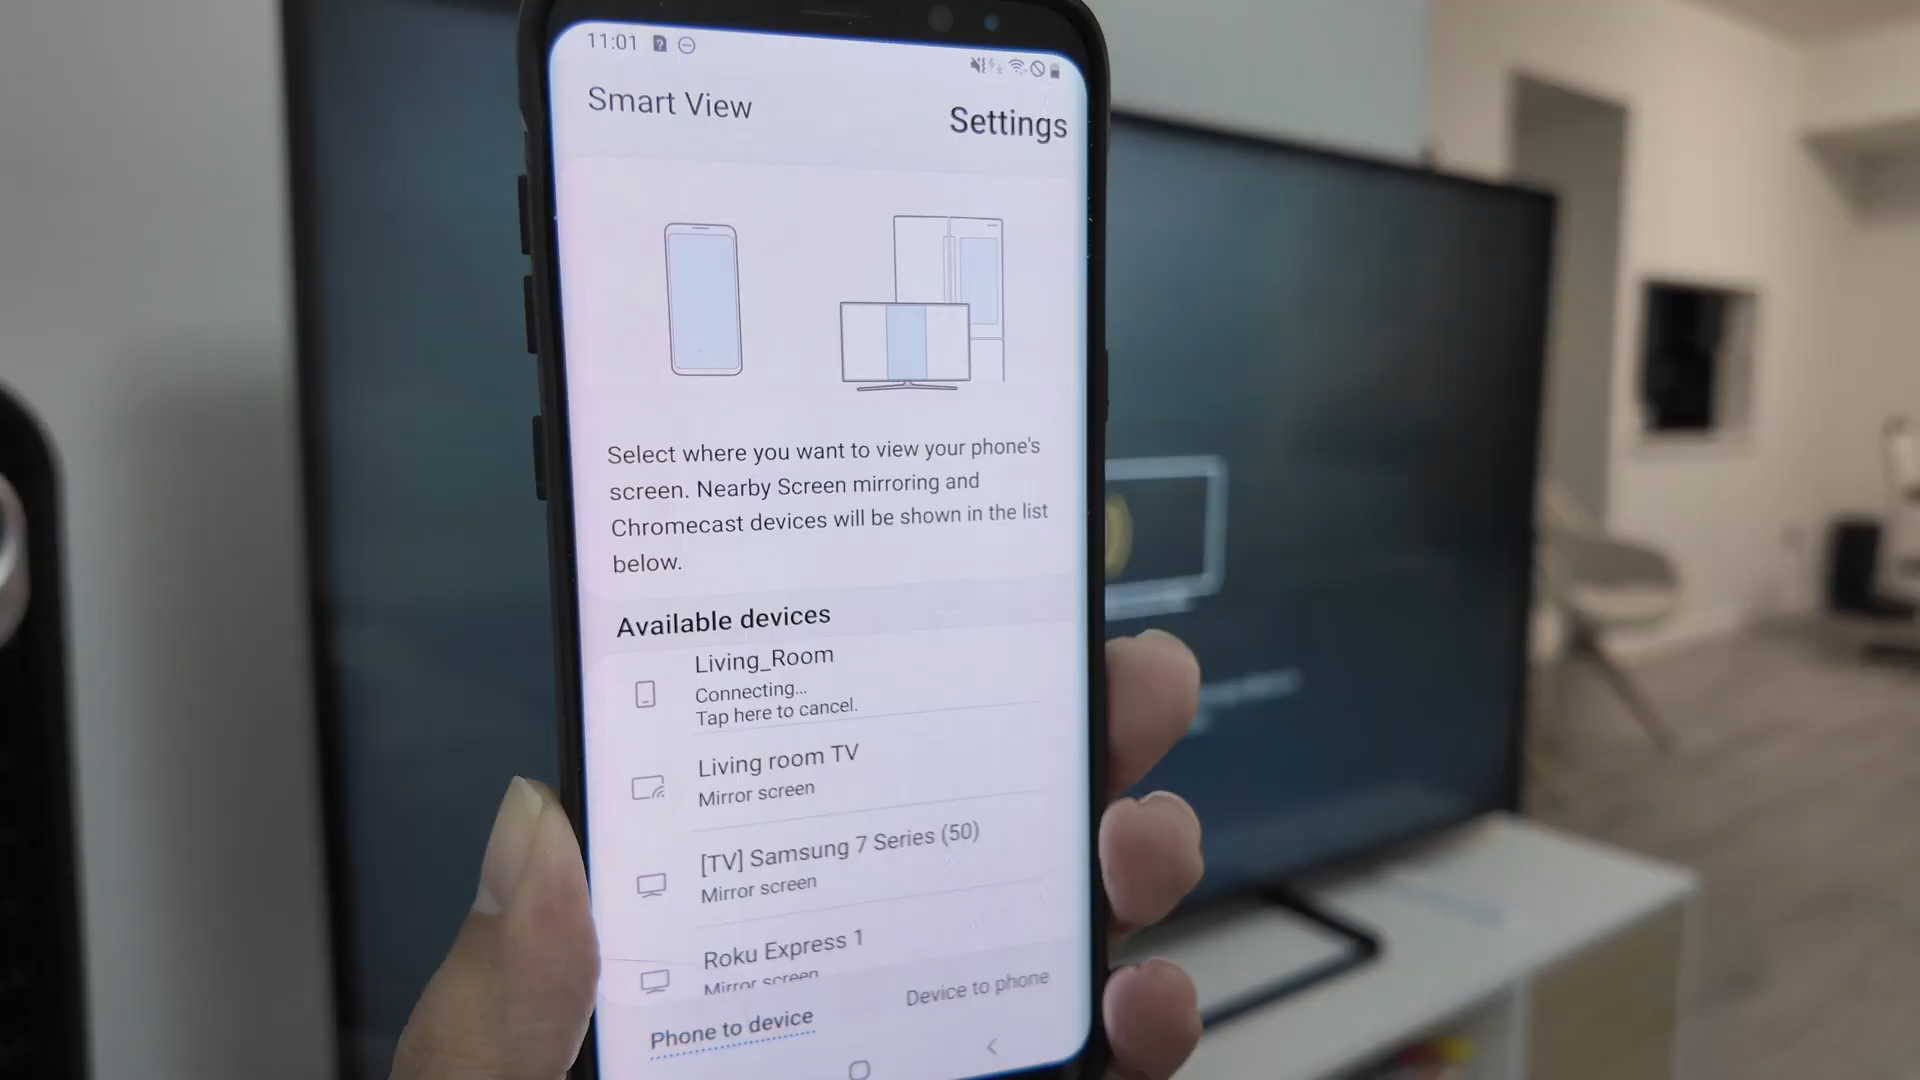 11:01
Smart View
Settings
Select where you want to view your phone's
screen. Nearby Screen mirroring and
Chromecast devices will be shown in the list
below.
Available devices
Living_Room
Connecting...
Tap here to cancel.
Living room TV
Mirror screen
[TV] Samsung 7 Series (50)
Mirror screen
Roku Express 1
Mirror screen
Phone to device
Device to phone